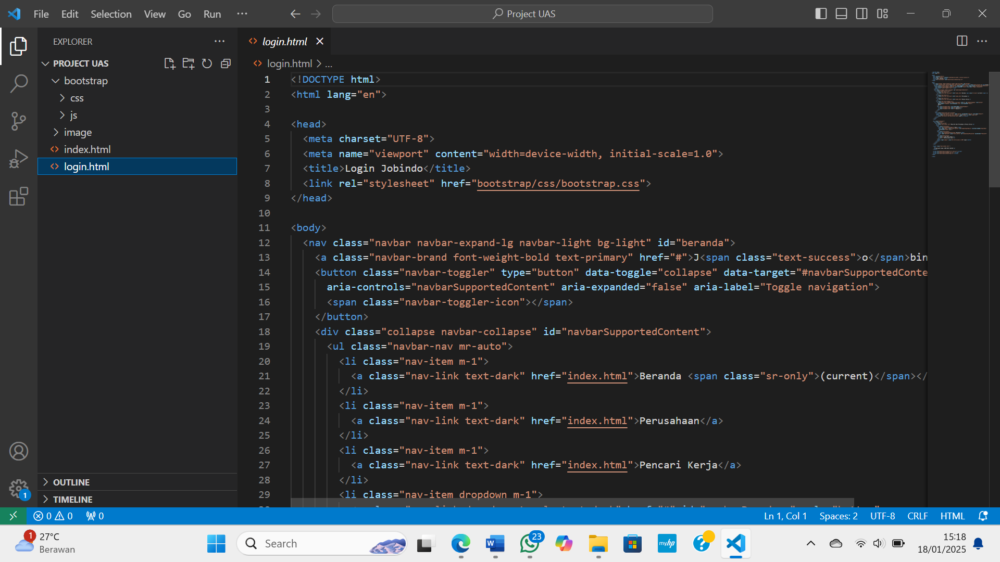 File Edit Selection View Go Run ...
Project UAS
EXPLORER
PROJECT UAS
bootstrap
css
js
image
index.html
login.html
OUTLINE
TIMELINE
login.html
login.html > ...
1 <!DOCTYPE html>
2 <html lang="en">
3
4 <head>
5 <meta charset="UTF-8">
6 <meta name="viewport" content="width=device-width, initial-scale=1.0">
7 <title>Login Jobindo</title>
8 <link rel="stylesheet" href="bootstrap/css/bootstrap.css">
9 </head>
10
11 <body>
12 <nav class="navbar navbar-expand-lg navbar-light bg-light" id="beranda">
13 <a class="navbar-brand font-weight-bold text-primary" href="#">J<span class="text-success">o</span>bin
14 <button class="navbar-toggler" type="button" data-toggle="collapse" data-target="#navbarSupportedConte
15 aria-controls="navbarSupportedContent" aria-expanded="false" aria-label="Toggle navigation">
16 <span class="navbar-toggler-icon"></span>
17 </button>
18 <div class="collapse navbar-collapse" id="navbarSupportedContent">
19 <ul class="navbar-nav mr-auto">
20 <li class="nav-item m-1">
21 <a class="nav-link text-dark" href="index.html">Beranda <span class="sr-only">(current)</span></
22 </li>
23 <li class="nav-item m-1">
24 <a class="nav-link text-dark" href="index.html">Perusahaan</a>
25 </li>
26 <li class="nav-item m-1">
27 <a class="nav-link text-dark" href="index.html">Pencari Kerja</a>
28 </li>
29 <li class="nav-item dropdown m-1">
1
0 0 0
Ln 1, Col 1 Spaces: 2 UTF-8 CRLF HTML
1
27°C
Berawan
Search
W
23
myhp
?
15:18
18/01/2025